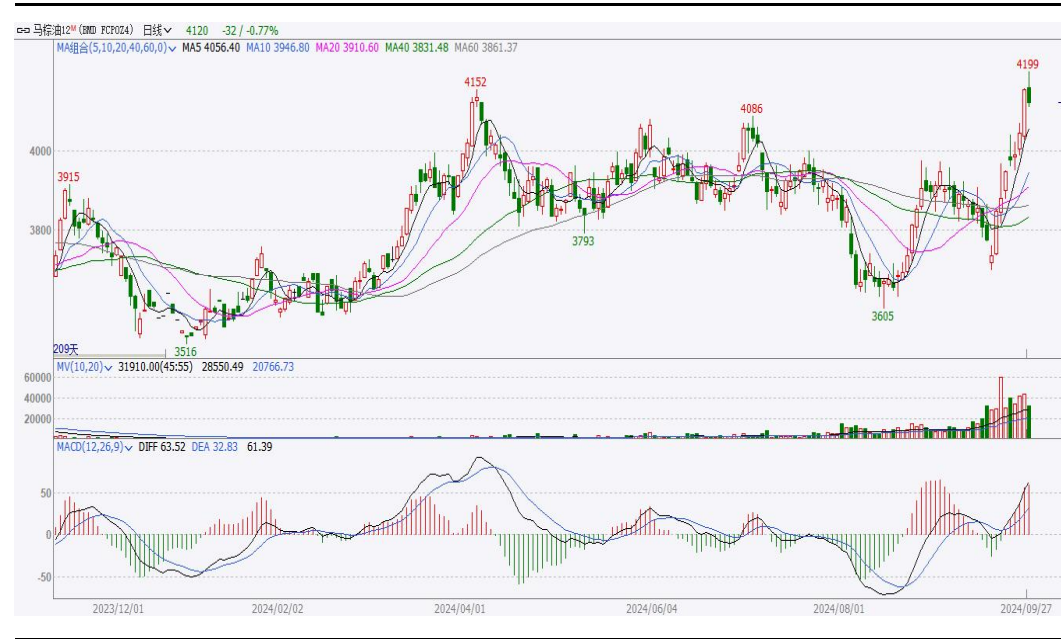 马棕油12M (BMD FCPOZ4) 日线 4120 -32 / -0.77%
MA组合(5,10,20,40,60,0) MA5 4056.40 MA10 3946.80 MA20 3910.60 MA40 3831.48 MA60 3861.37
4199
4152
4086
4000
3915
3800
3793
3605
209天
3516
MV(10,20) 31910.00(45:55) 28550.49 20766.73
60000
40000
20000
MACD(12,26,9) DIFF 63.52 DEA 32.83 61.39
50
0
-50
2023/12/01 2024/02/02 2024/04/01 2024/06/04 2024/08/01 2024/09/27